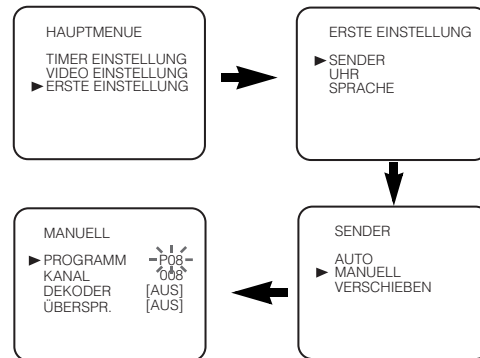 HAUPTMENUE
TIMER EINSTELLUNG
VIDEO EINSTELLUNG
ERSTE EINSTELLUNG
ERSTE EINSTELLUNG
SENDER
UHR
SPRACHE
SENDER
AUTO
MANUELL
VERSCHIEBEN
MANUELL
PROGRAMM P08
KANAL 008
DEKODER [AUS]
ÜBERSPR. [AUS]